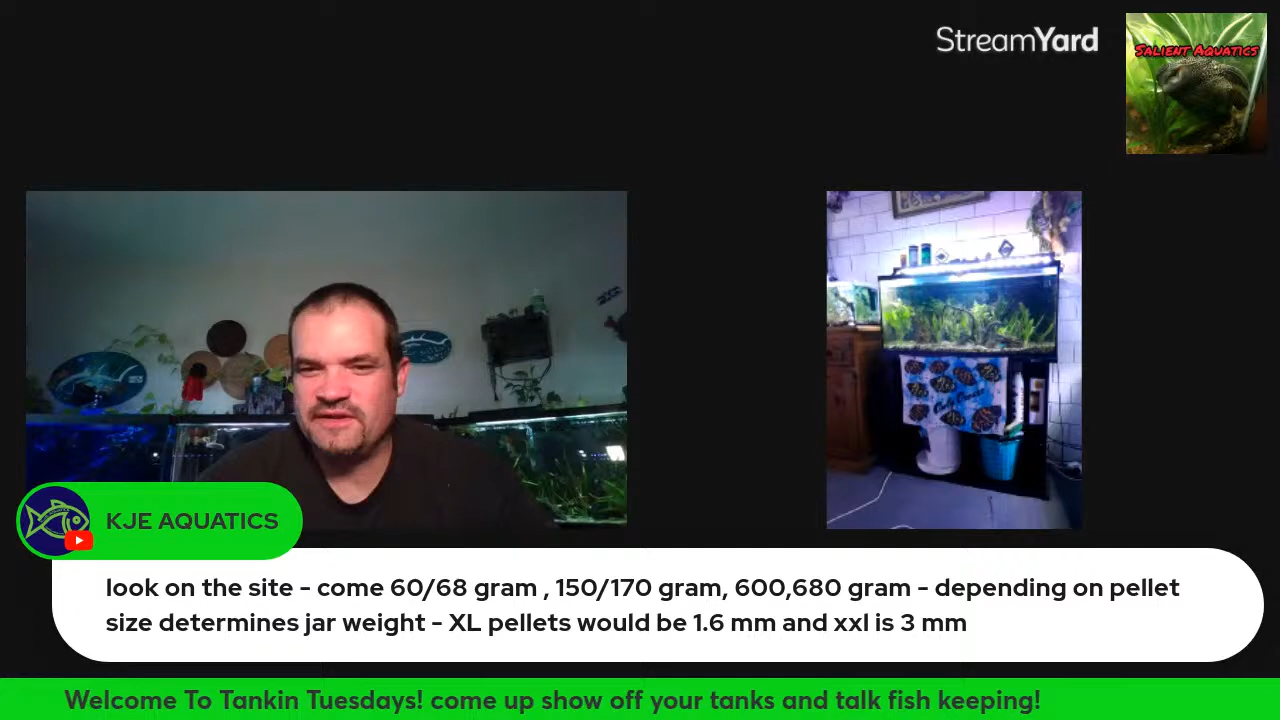 StreamYard
SALIENT AQUATICS
KJE AQUATICS
look on the site - come 60/68 gram , 150/170 gram, 600,680 gram - depending on pellet
size determines jar weight - XL pellets would be 1.6 mm and xxl is 3 mm
Welcome To Tankin Tuesdays! come up show off your tanks and talk fish keeping!